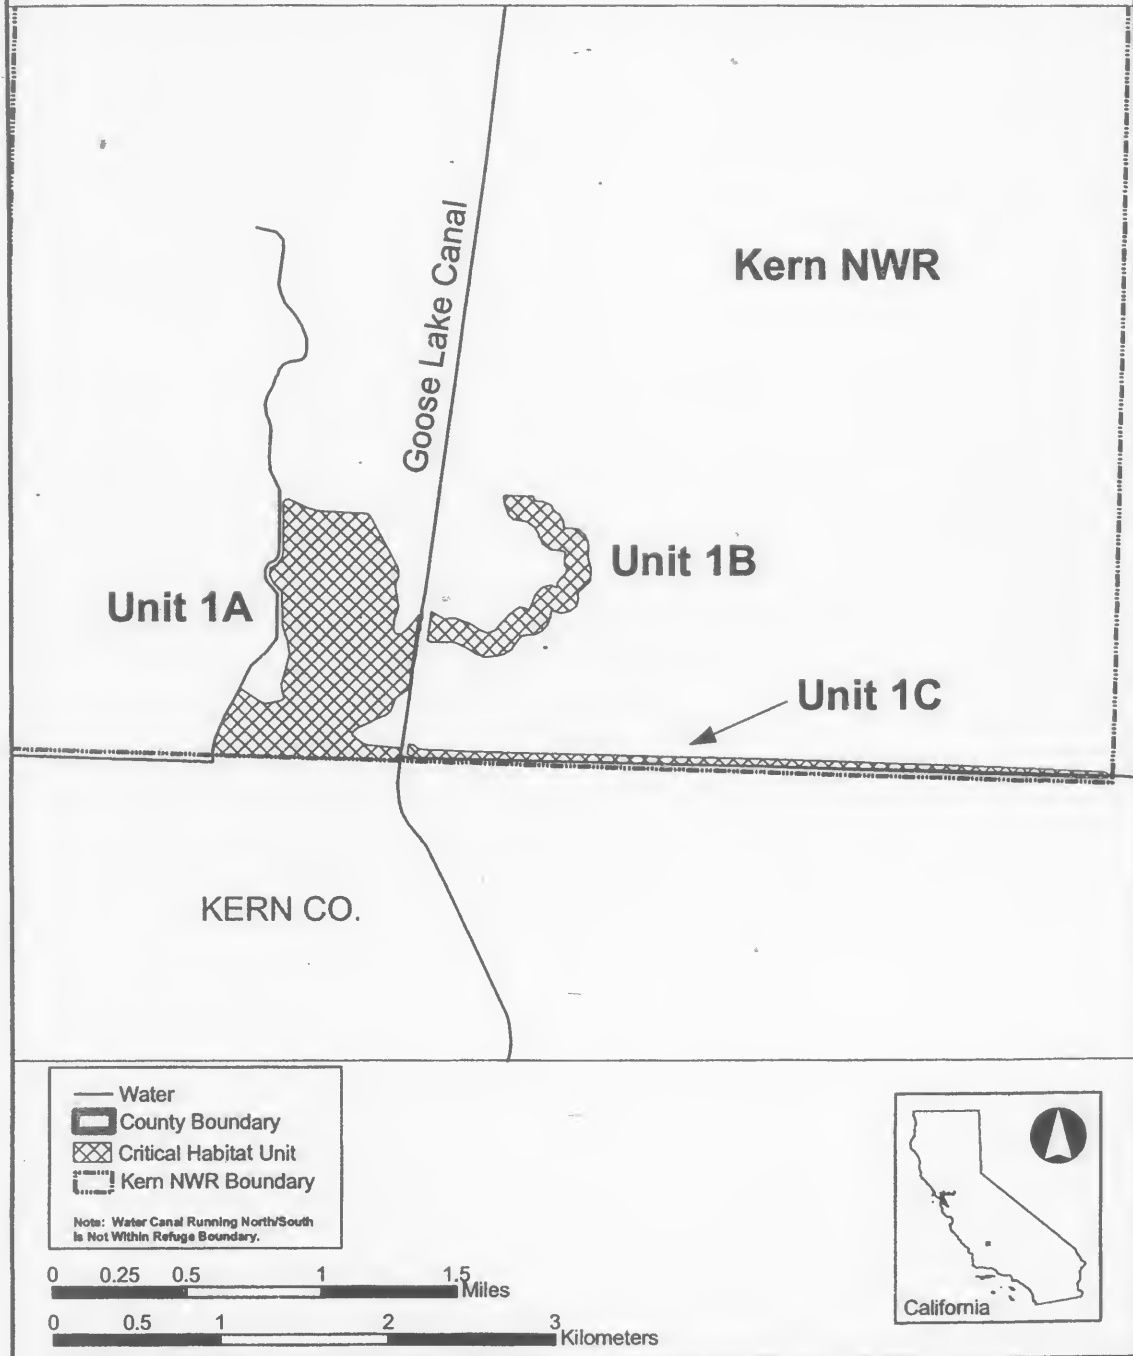 Kern NWR
Goose Lake Canal
Unit 1B
Unit 1A
Unit 1C
KERN CO.
Water
County Boundary
Critical Habitat Unit
Kern NWR Boundary
Note: Water Canal Running North/South
Is Not Within Refuge Boundary.
0 0.25 0.5 1 1.5
Miles
0 0.5 1 2 3
Kilometers
California